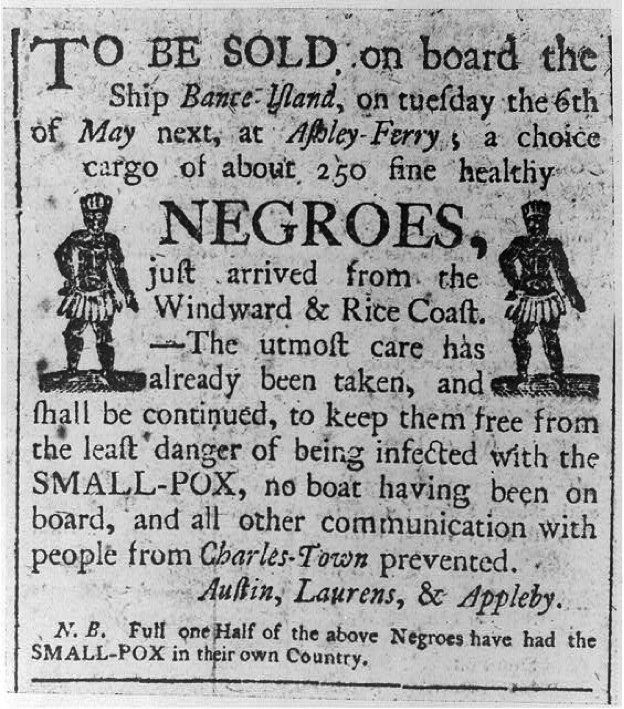 TO BE SOLD, on board the
Ship Bance-Iſland, on tueſday the 6th
of May next, at Aſhley-Ferry; a choice
cargo of about 250 fine healthy
NEGROES,
juſt arrived from the
Windward & Rice Coaſt.
—The utmoſt care has
already been taken, and
ſhall be continued, to keep them free from
the leaſt danger of being infected with the
SMALL-POX, no boat having been on
board, and all other communication with
people from Charles-Town prevented.
Auſtin, Laurens, & Appleby.
N. B. Full one Half of the above Negroes have had the
SMALL-POX in their own Country.